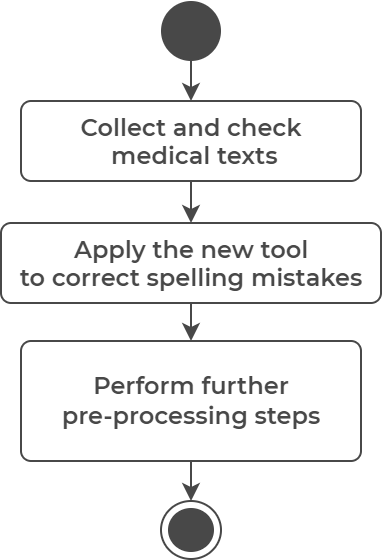 Collect and check
medical texts
Apply the new tool
to correct spelling mistakes
Perform further
pre-processing steps